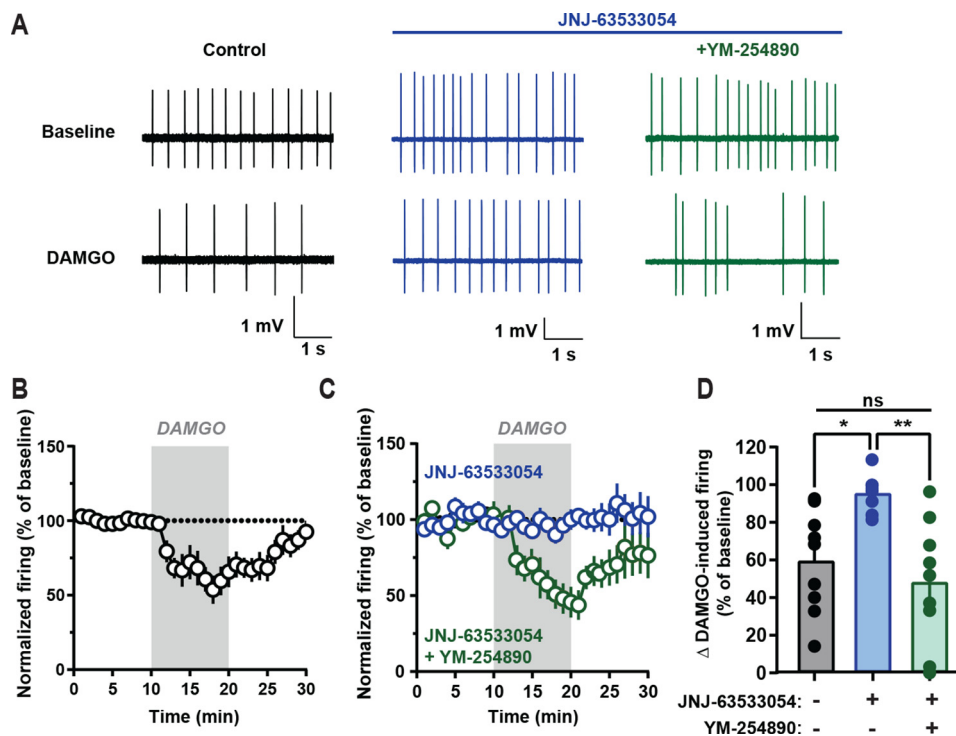 A
JNJ-63533054
Control
+YM-254890
Baseline
DAMGO
1 mV
1 s
1 mV
1 s
1 mV
1 s
B
Normalized firing (% of baseline)
150
100
50
0
DAMGO
0 5 10 15 20 25 30
Time (min)
C
Normalized firing (% of baseline)
150
100
50
0
DAMGO
JNJ-63533054
JNJ-63533054
+ YM-254890
0 5 10 15 20 25 30
Time (min)
D
ns
* **
Δ DAMGO-induced firing
(% of baseline)
120
100
80
60
40
20
0
JNJ-63533054: - + +
YM-254890: - - +